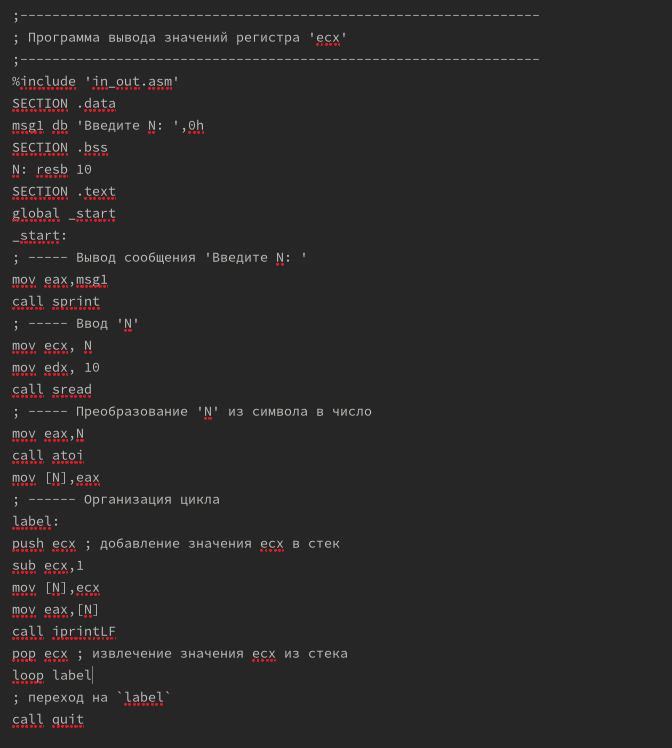 ;-----------------------------------------------------------------
; Программа вывода значений регистра 'ecx'
;-----------------------------------------------------------------
%include 'in_out.asm'
SECTION .data
msg1 db 'Введите N: ',0h
SECTION .bss
N: resb 10
SECTION .text
global _start
_start:
; ----- Вывод сообщения 'Введите N: '
mov eax,msg1
call sprint
; ----- Ввод 'N'
mov ecx, N
mov edx, 10
call sread
; ----- Преобразование 'N' из символа в число
mov eax,N
call atoi
mov [N],eax
; ------ Организация цикла
label:
push ecx ; добавление значения ecx в стек
sub ecx,1
mov [N],ecx
mov eax,[N]
call iprintLF
pop ecx ; извлечение значения ecx из стека
loop label
; переход на `label`
call quit